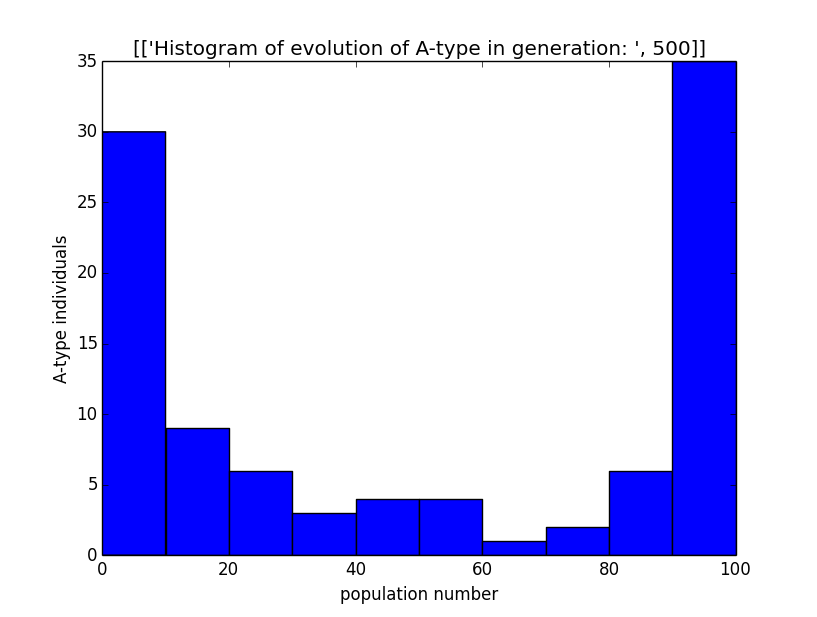 [['Histogram of evolution of A-type in generation: ', 500]]
35
30
25
20
15
10
5
0
A-type individuals
0 20 40 60 80 100
population number